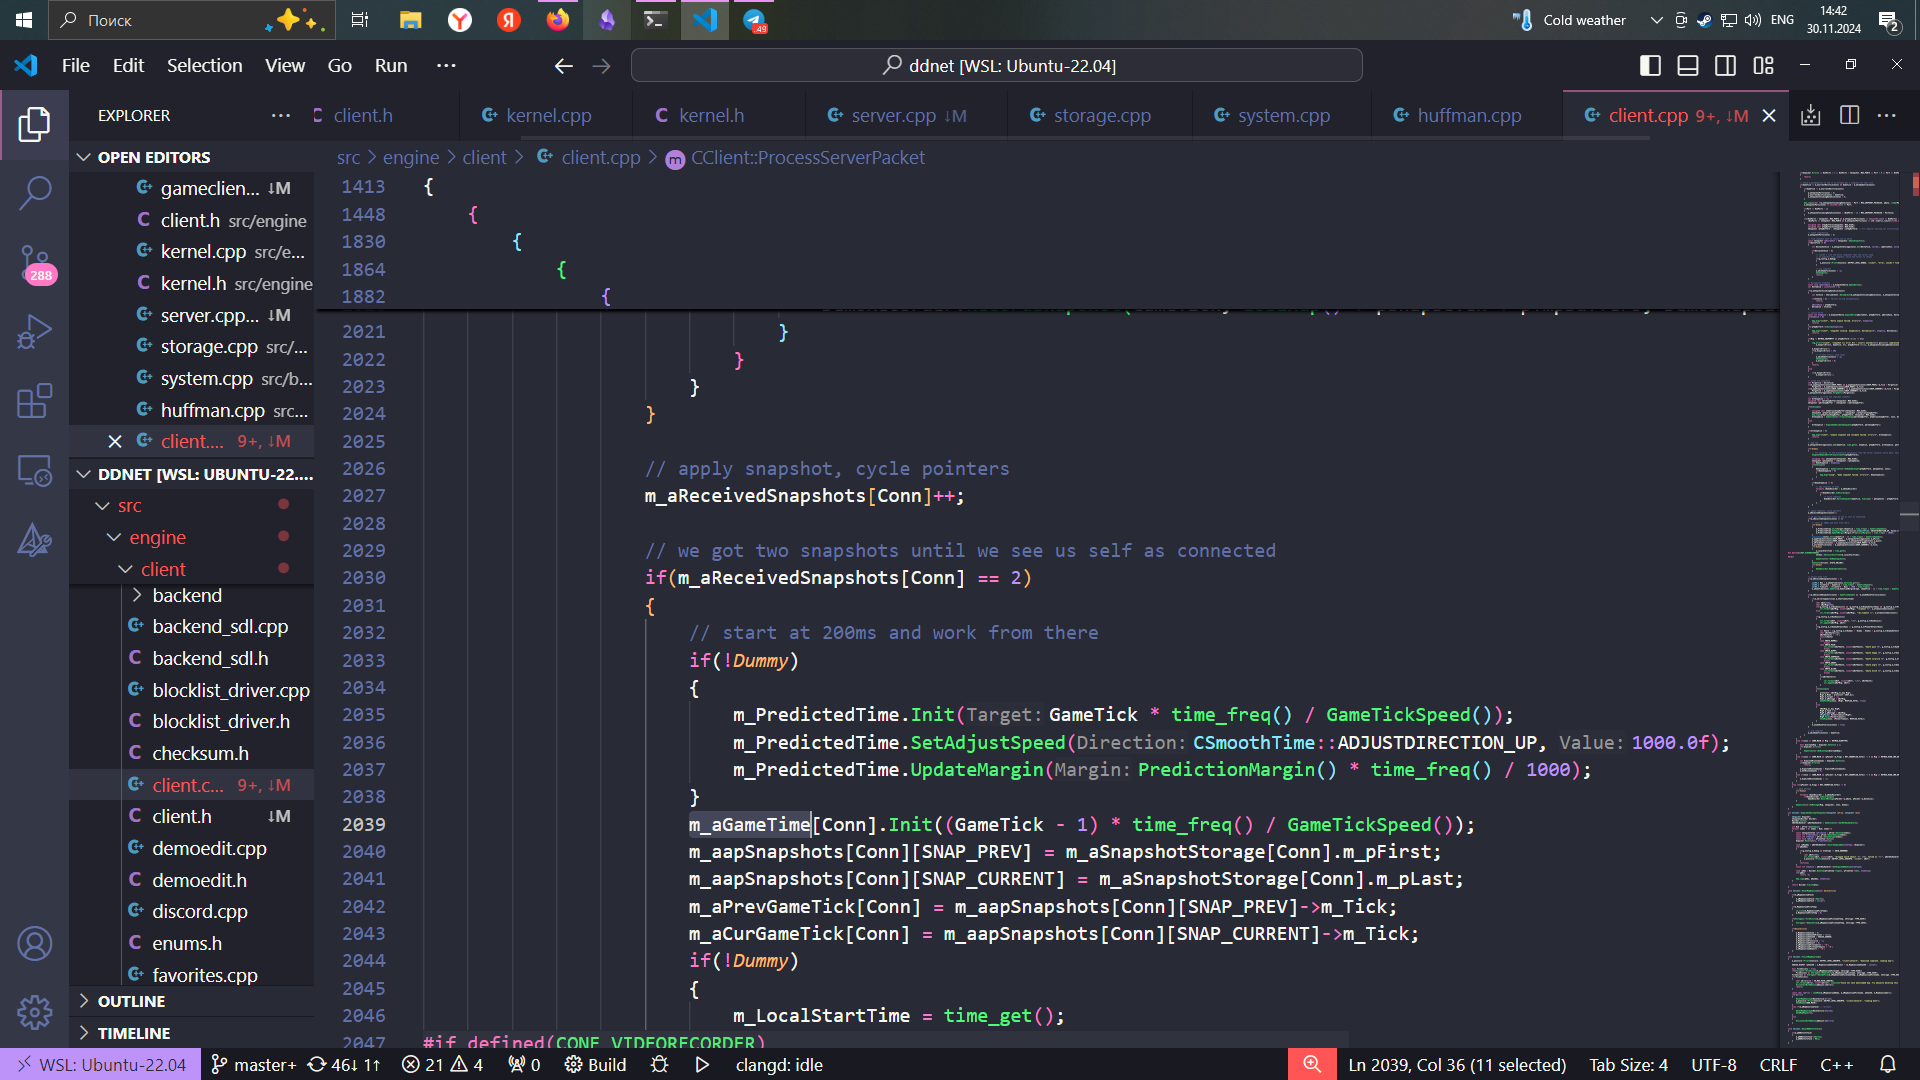 Поиск
49
Cold weather
ENG
14:42
30.11.2024
2
File Edit Selection View Go Run ···
ddnet [WSL: Ubuntu-22.04]
EXPLORER
client.h
kernel.cpp
kernel.h
server.cpp ↓M
storage.cpp
system.cpp
huffman.cpp
client.cpp 9+, ↓M
src > engine > client > client.cpp > CClient::ProcessServerPacket
OPEN EDITORS
gameclien... ↓M
client.h src/engine
kernel.cpp src/e...
kernel.h src/engine
server.cpp... ↓M
storage.cpp src/...
system.cpp src/b...
huffman.cpp src...
client.... 9+, ↓M
288
DDNET [WSL: UBUNTU-22....
src
engine
client
backend
backend_sdl.cpp
backend_sdl.h
blocklist_driver.cpp
blocklist_driver.h
checksum.h
client.c... 9+, ↓M
client.h ↓M
demoedit.cpp
demoedit.h
discord.cpp
enums.h
favorites.cpp
OUTLINE
TIMELINE
1413 {
1448 {
1830 {
1864 {
1882 {
2021 }
2022 }
2023 }
2024 }
2025
2026 // apply snapshot, cycle pointers
2027 m_aReceivedSnapshots[Conn]++;
2028
2029 // we got two snapshots until we see us self as connected
2030 if(m_aReceivedSnapshots[Conn] == 2)
2031 {
2032 // start at 200ms and work from there
2033 if(!Dummy)
2034 {
2035 m_PredictedTime.Init(Target: GameTick * time_freq() / GameTickSpeed());
2036 m_PredictedTime.SetAdjustSpeed(Direction: CSmoothTime::ADJUSTDIRECTION_UP, Value: 1000.0f);
2037 m_PredictedTime.UpdateMargin(Margin: PredictionMargin() * time_freq() / 1000);
2038 }
2039 m_aGameTime[Conn].Init((GameTick - 1) * time_freq() / GameTickSpeed());
2040 m_aapSnapshots[Conn][SNAP_PREV] = m_aSnapshotStorage[Conn].m_pFirst;
2041 m_aapSnapshots[Conn][SNAP_CURRENT] = m_aSnapshotStorage[Conn].m_pLast;
2042 m_aPrevGameTick[Conn] = m_aapSnapshots[Conn][SNAP_PREV]->m_Tick;
2043 m_aCurGameTick[Conn] = m_aapSnapshots[Conn][SNAP_CURRENT]->m_Tick;
2044 if(!Dummy)
2045 {
2046 m_LocalStartTime = time_get();
2047 #if defined(CONF_VIDEORECORDER)
WSL: Ubuntu-22.04 master+ 46↓ 1↑ 21 4 0 Build clangd: idle Ln 2039, Col 36 (11 selected) Tab Size: 4 UTF-8 CRLF C++